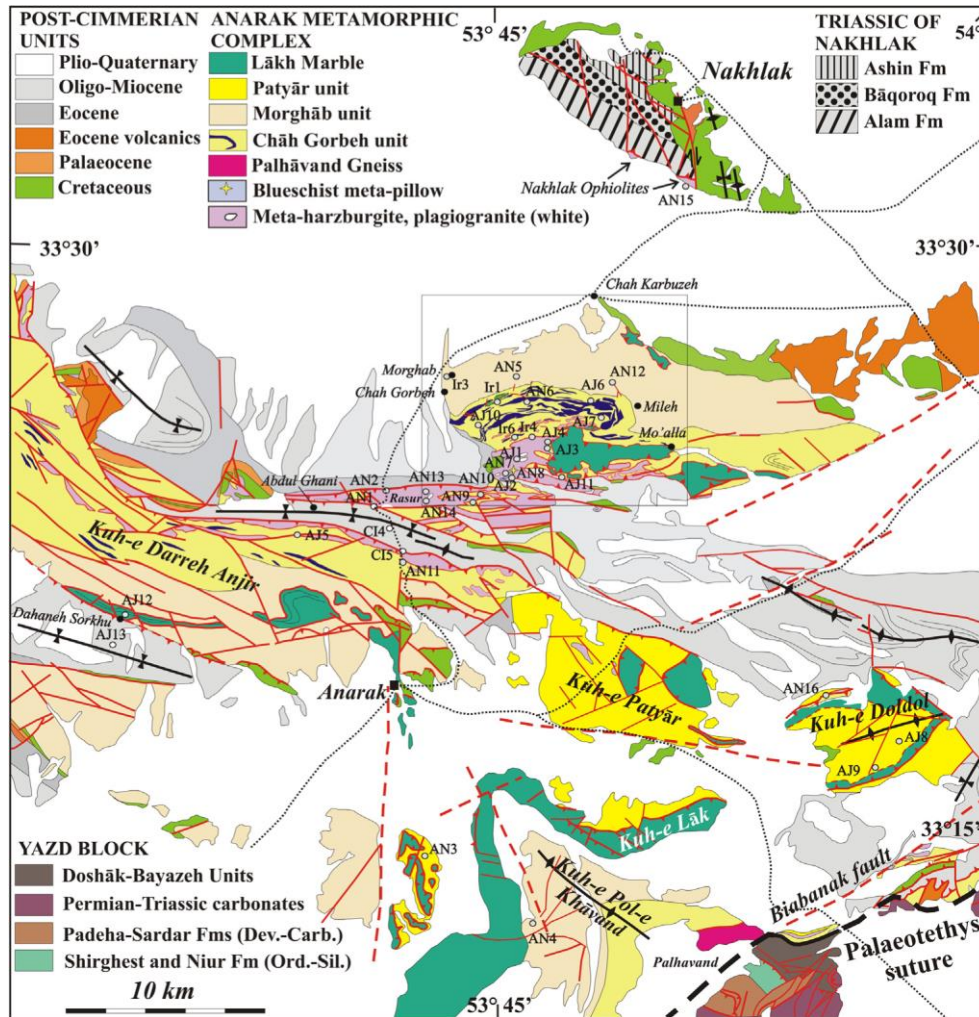 POST-CIMMERIAN
UNITS
Plio-Quaternary
Oligo-Miocene
Eocene
Eocene volcanics
Palaeocene
Cretaceous
ANARAK METAMORPHIC
COMPLEX
Lākh Marble
Patyār unit
Morghāb unit
Chāh Gorbeh unit
Palhāvand Gneiss
Blueschist meta-pillow
Meta-harzburgite, plagiogranite (white)
53°45'
54°
TRIASSIC OF
NAKHLAK
Ashin Fm
Bāqoroq Fm
Alam Fm
Nakhlak
Nakhlak Ophiolites
AN15
33°30'
33°30'
Chah Karbuzeh
Morghab
Ir3
Chah Gorbeh
AN5
AN12
Ir1
AN6
AJ6
Mileh
AJ10
AJ7
Ir6
Ir4
AJ4
Mo'alla
AJ3
AJ1
AN7
AN8
AJ11
Abdul Ghani
AN2
AN13
AN10
AJ2
Rasur
AN1
AN9
AN14
CI4
AJ5
CI5
AN11
Kuh-e Darreh Anjir
Dahaneh Sorkhu
AJ12
AJ13
Anarak
Kuh-e Patyār
AN16
Kuh-e Doldol
AJ8
AJ9
Kuh-e Lāk
33°15'
AN3
Kuh-e Pol-e
Khāvand
AN4
Biabanak fault
Palhavand
Palaeotethys
suture
YAZD BLOCK
Doshāk-Bayazeh Units
Permian-Triassic carbonates
Padeha-Sardar Fms (Dev.-Carb.)
Shirghest and Niur Fm (Ord.-Sil.)
10 km
53°45'